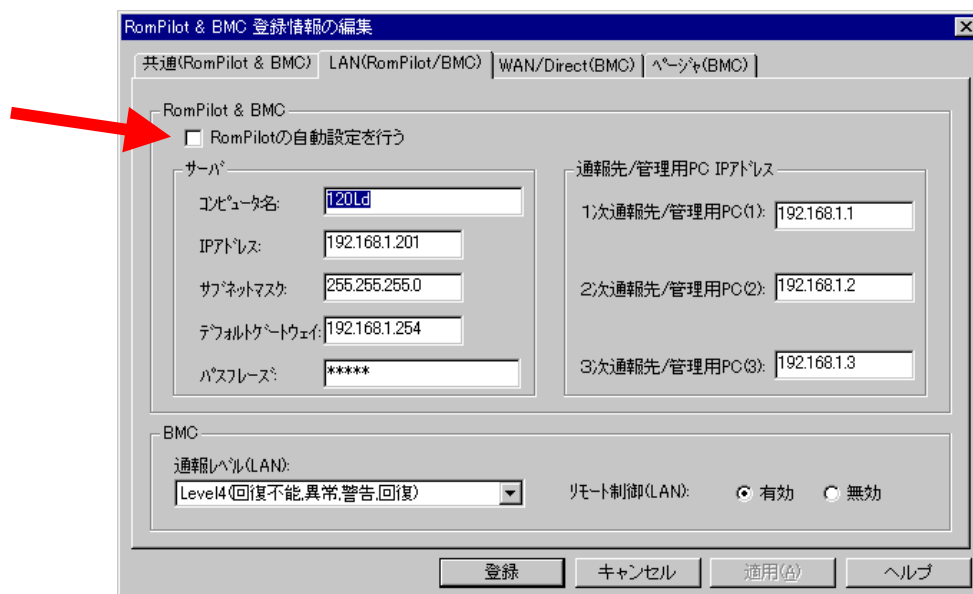 RomPilot & BMC 登録情報の編集
共通(RomPilot & BMC)
LAN(RomPilot/BMC)
WAN/Direct(BMC)
ﾍﾟｰｼﾞｬ(BMC)
RomPilot & BMC
RomPilotの自動設定を行う
ｻｰﾊﾞ
ｺﾝﾋﾟｭｰﾀ名:
120Ld
IPｱﾄﾞﾚｽ:
192.168.1.201
ｻﾌﾞﾈｯﾄﾏｽｸ:
255.255.255.0
ﾃﾞﾌｫﾙﾄｹﾞｰﾄｳｪｲ:
192.168.1.254
ﾊﾟｽﾌﾚｰｽﾞ:
*****
通報先/管理用PC IPｱﾄﾞﾚｽ
1次通報先/管理用PC(1):
192.168.1.1
2次通報先/管理用PC(2):
192.168.1.2
3次通報先/管理用PC(3):
192.168.1.3
BMC
通報ﾚﾍﾞﾙ(LAN):
Level4(回復不能,異常,警告,回復)
ﾘﾓｰﾄ制御(LAN):
有効
無効
登録
キャンセル
適用(A)
ヘルプ